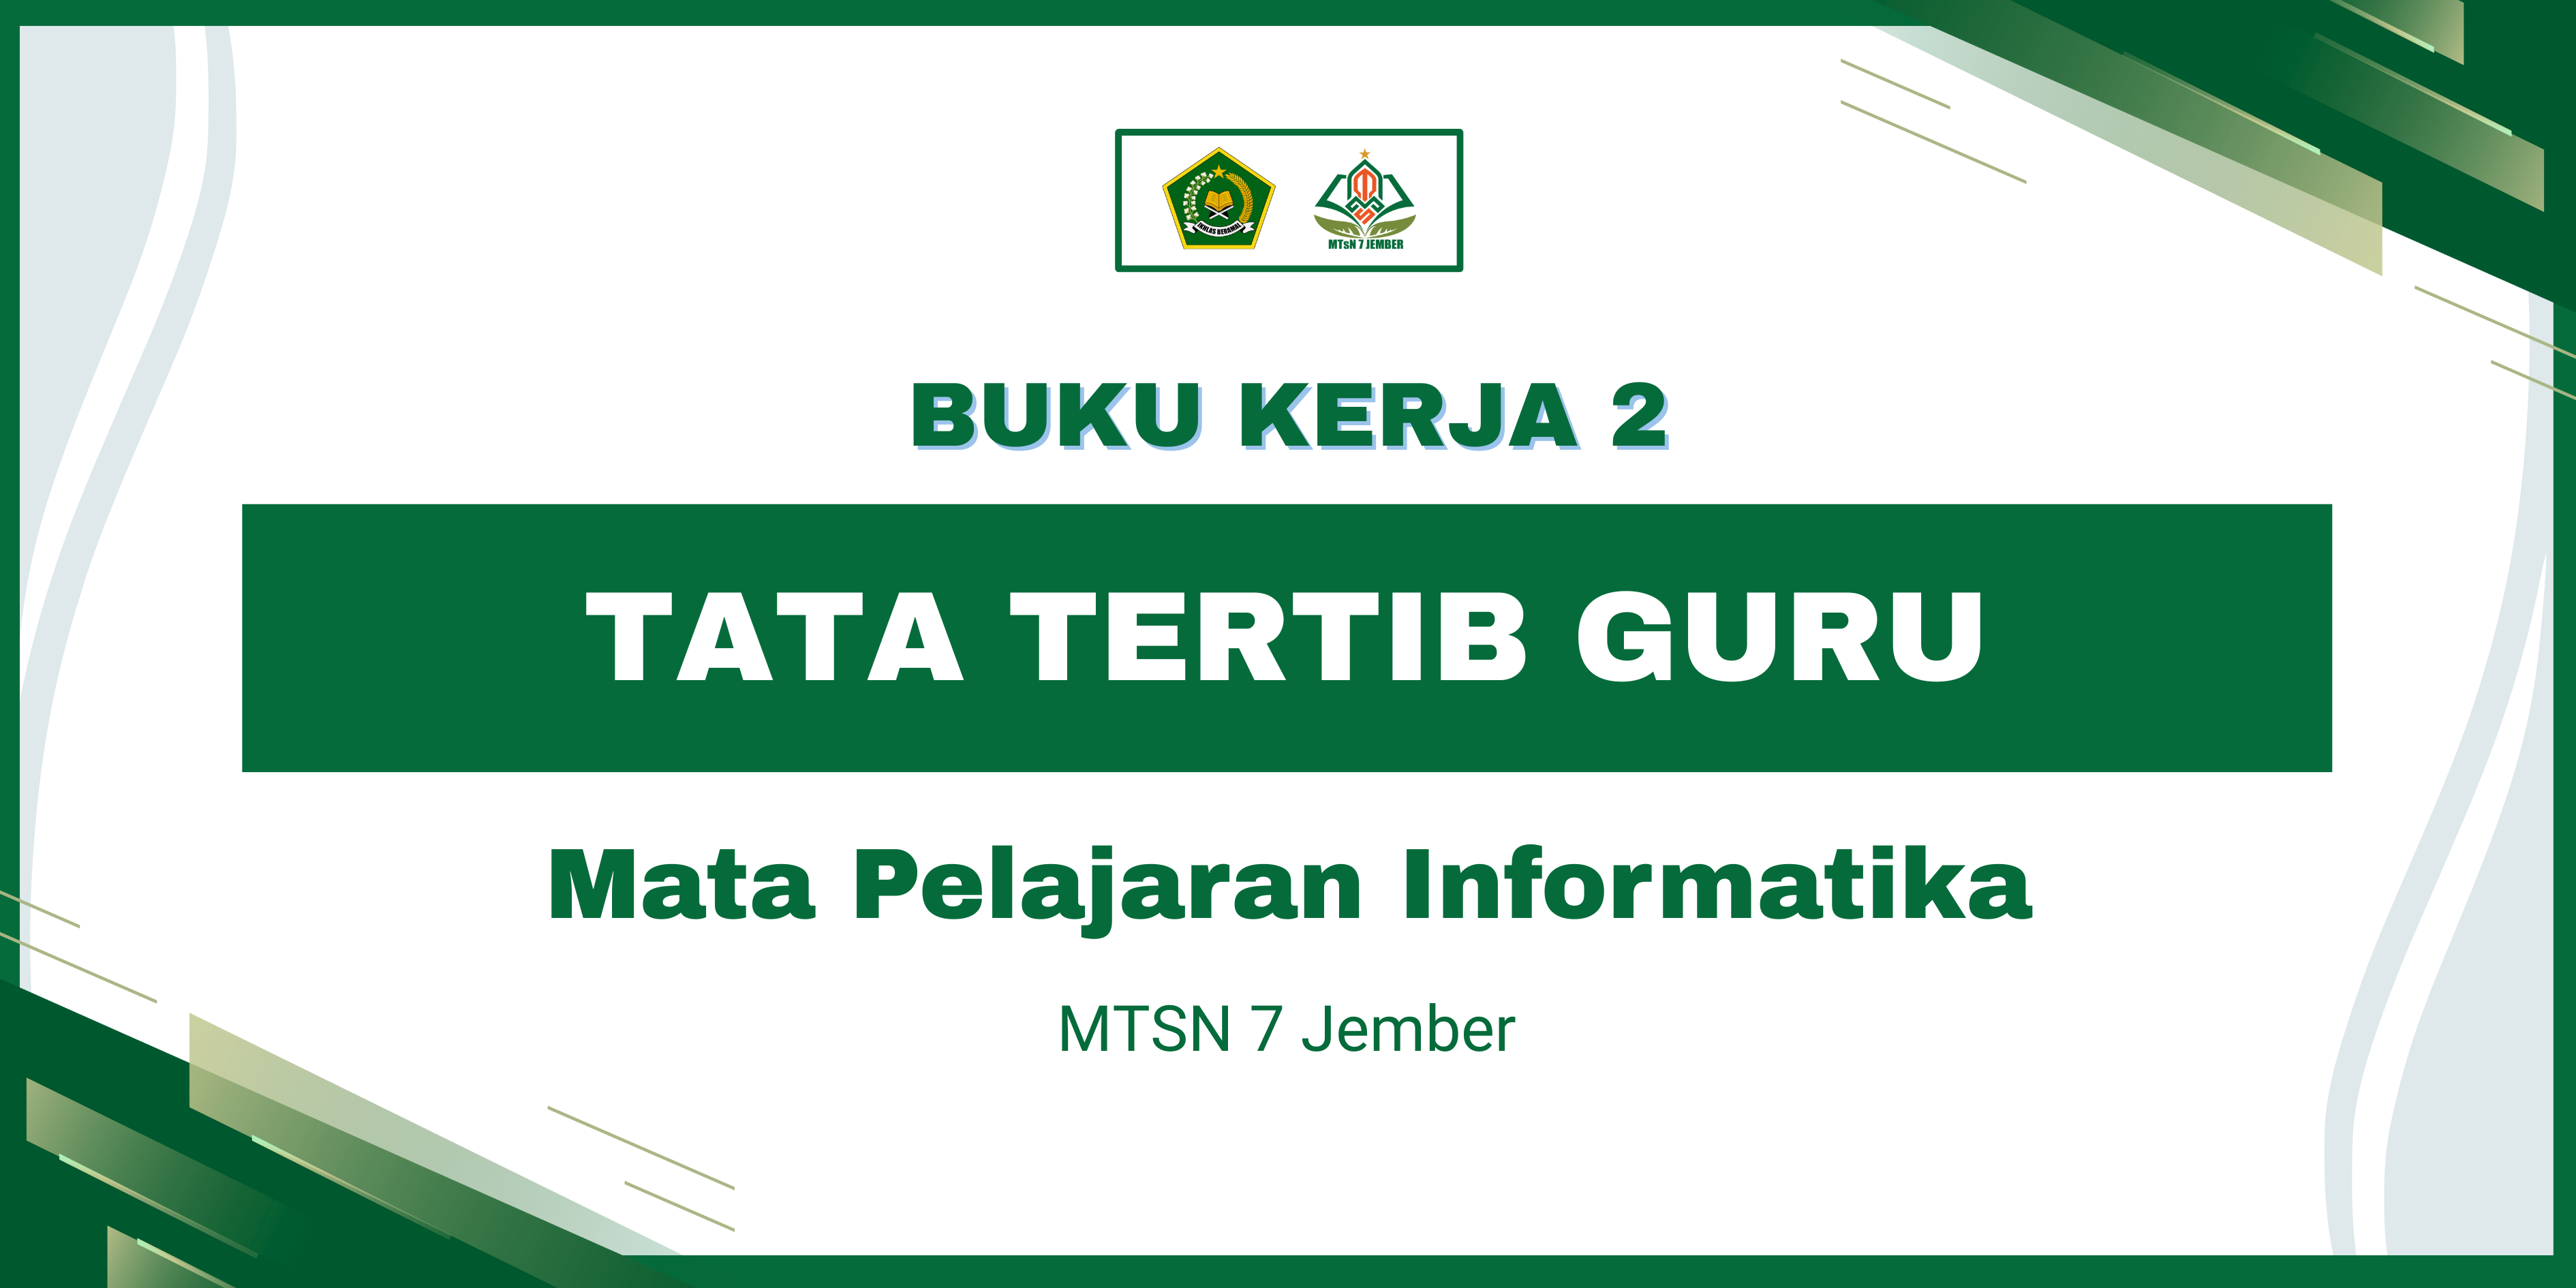 IKHLAS BERAMAL
MTsN 7 JEMBER
BUKU KERJA 2
TATA TERTIB GURU
Mata Pelajaran Informatika
MTSN 7 Jember